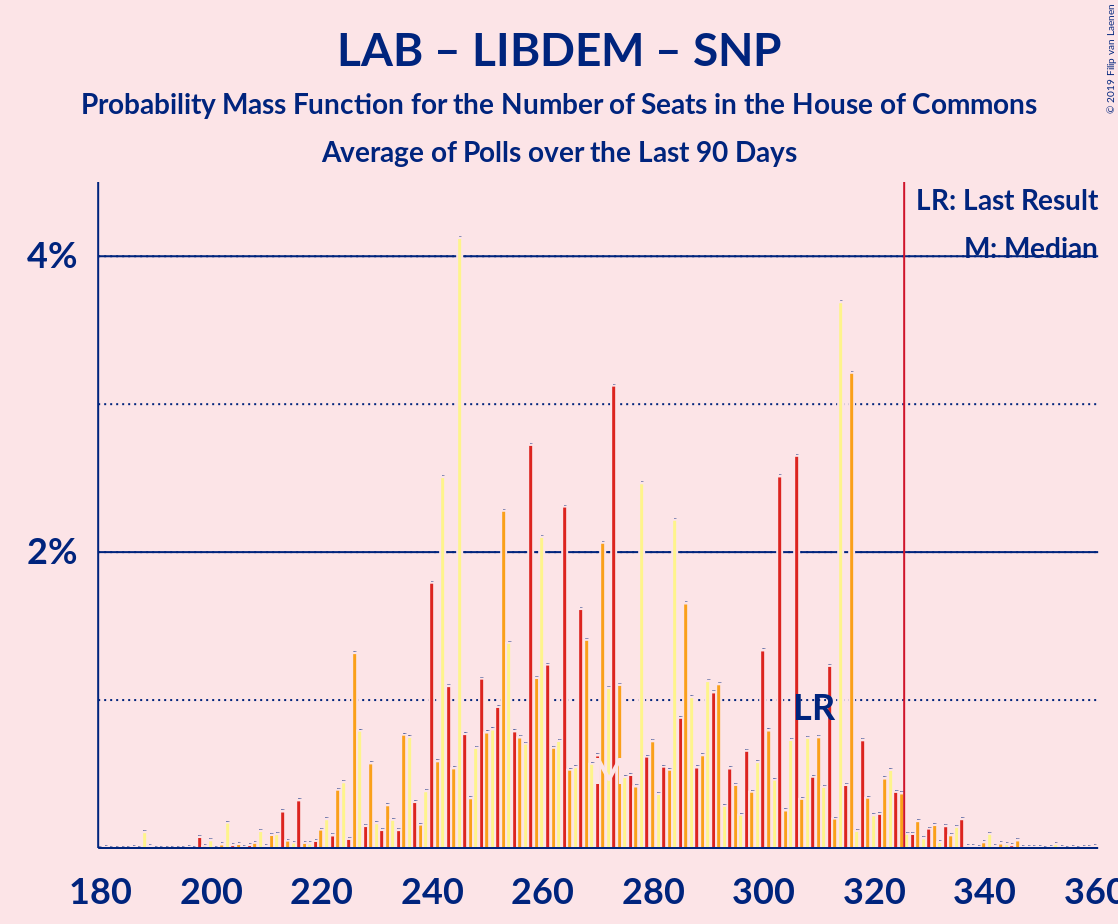 LAB – LIBDEM – SNP
Probability Mass Function for the Number of Seats in the House of Commons
Average of Polls over the Last 90 Days
© 2019 Filip van Laenen
LR: Last Result
M: Median
4%
2%
LR
M
180 200 220 240 260 280 300 320 340 360